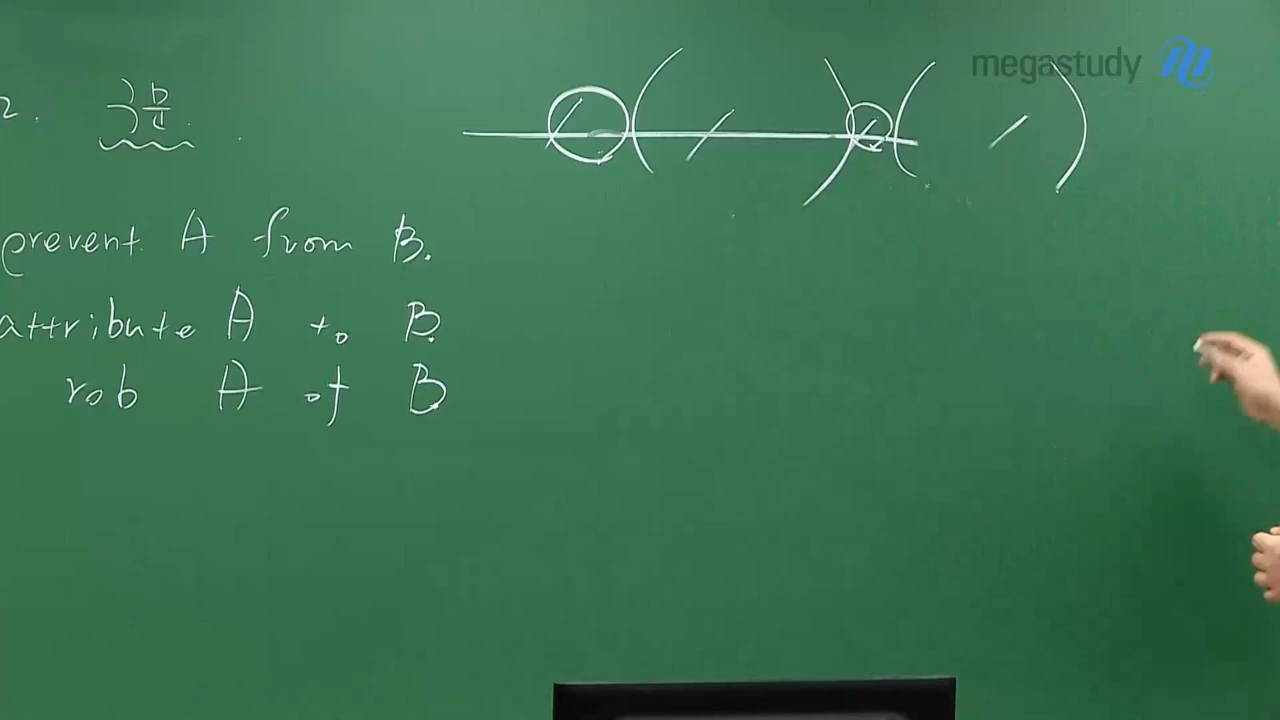 2. 구문.
megastudy
prevent A from B.
attribute A to B.
rob A of B